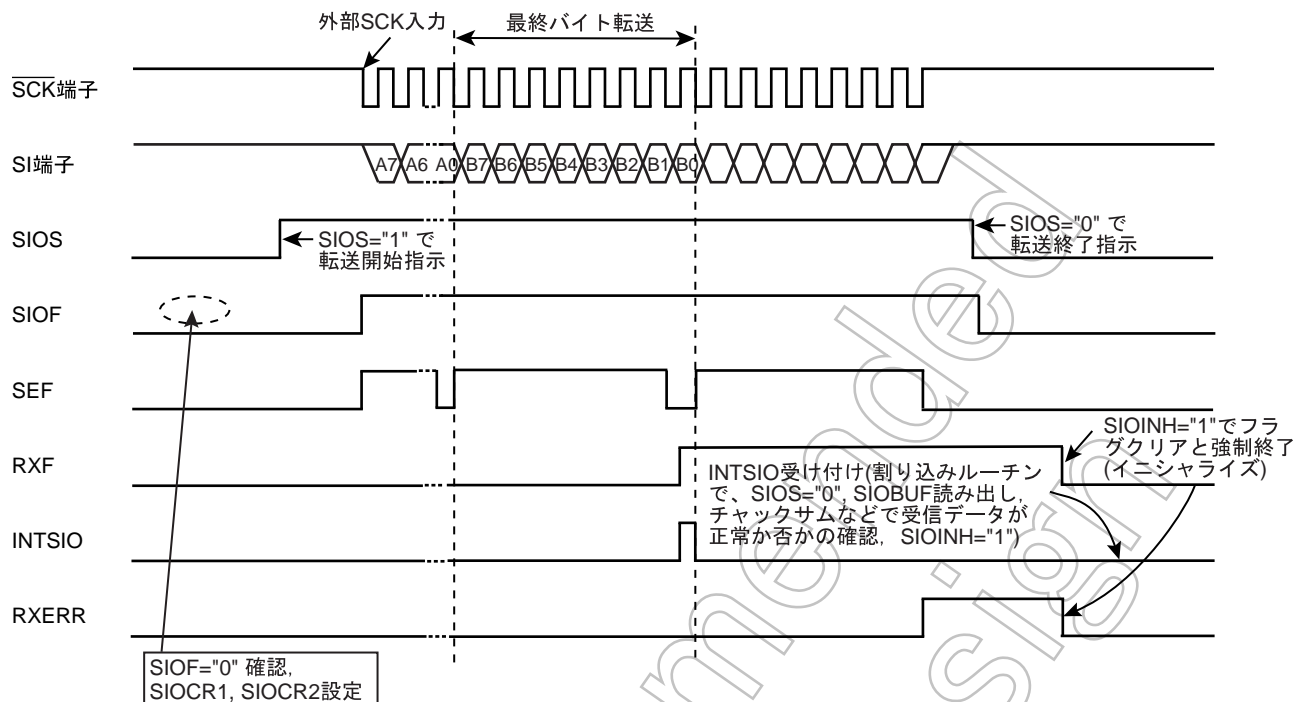 外部SCK入力
最終バイト転送
SCK端子
SI端子
A7 A6 A0 B7 B6 B5 B4 B3 B2 B1 B0
SIOS
SIOS="1" で
転送開始指示
SIOS="0" で
転送終了指示
SIOF
SEF
RXF
SIOINH="1"でフラ
グクリアと強制終了
(イニシャライズ)
INTSIO受け付け(割り込みルーチン
で、SIOS="0", SIOBUF読み出し,
チャックサムなどで受信データが
正常か否かの確認, SIOINH="1")
INTSIO
RXERR
SIOF="0" 確認,
SIOCR1, SIOCR2設定
mended
sign